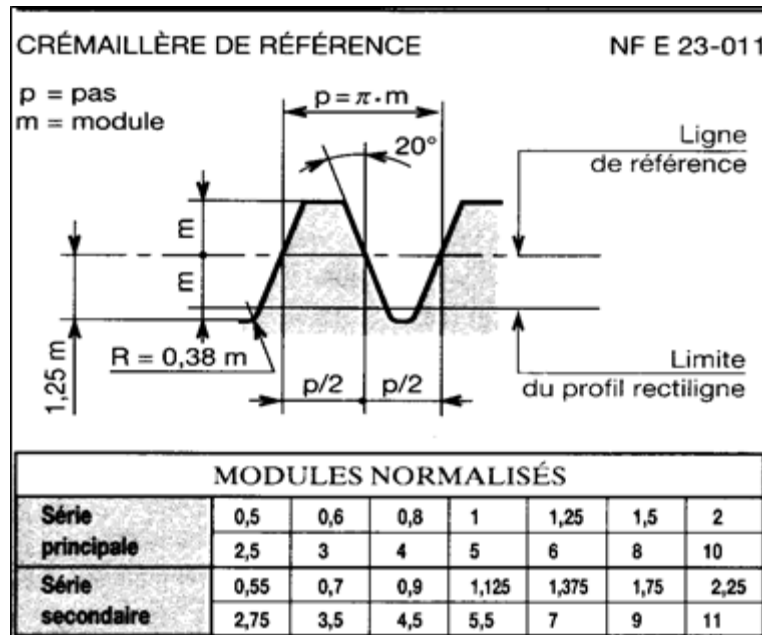 CRÉMAILLÈRE DE RÉFÉRENCE NF E 23-011
p = pas
m = module
p = π · m
20°
Ligne
de référence
m
m
1,25 m
R = 0,38 m
p/2 p/2
Limite
du profil rectiligne
MODULES NORMALISÉS
Série principale 0,5 0,6 0,8 1 1,25 1,5 2
2,5 3 4 5 6 8 10
Série secondaire 0,55 0,7 0,9 1,125 1,375 1,75 2,25
2,75 3,5 4,5 5,5 7 9 11